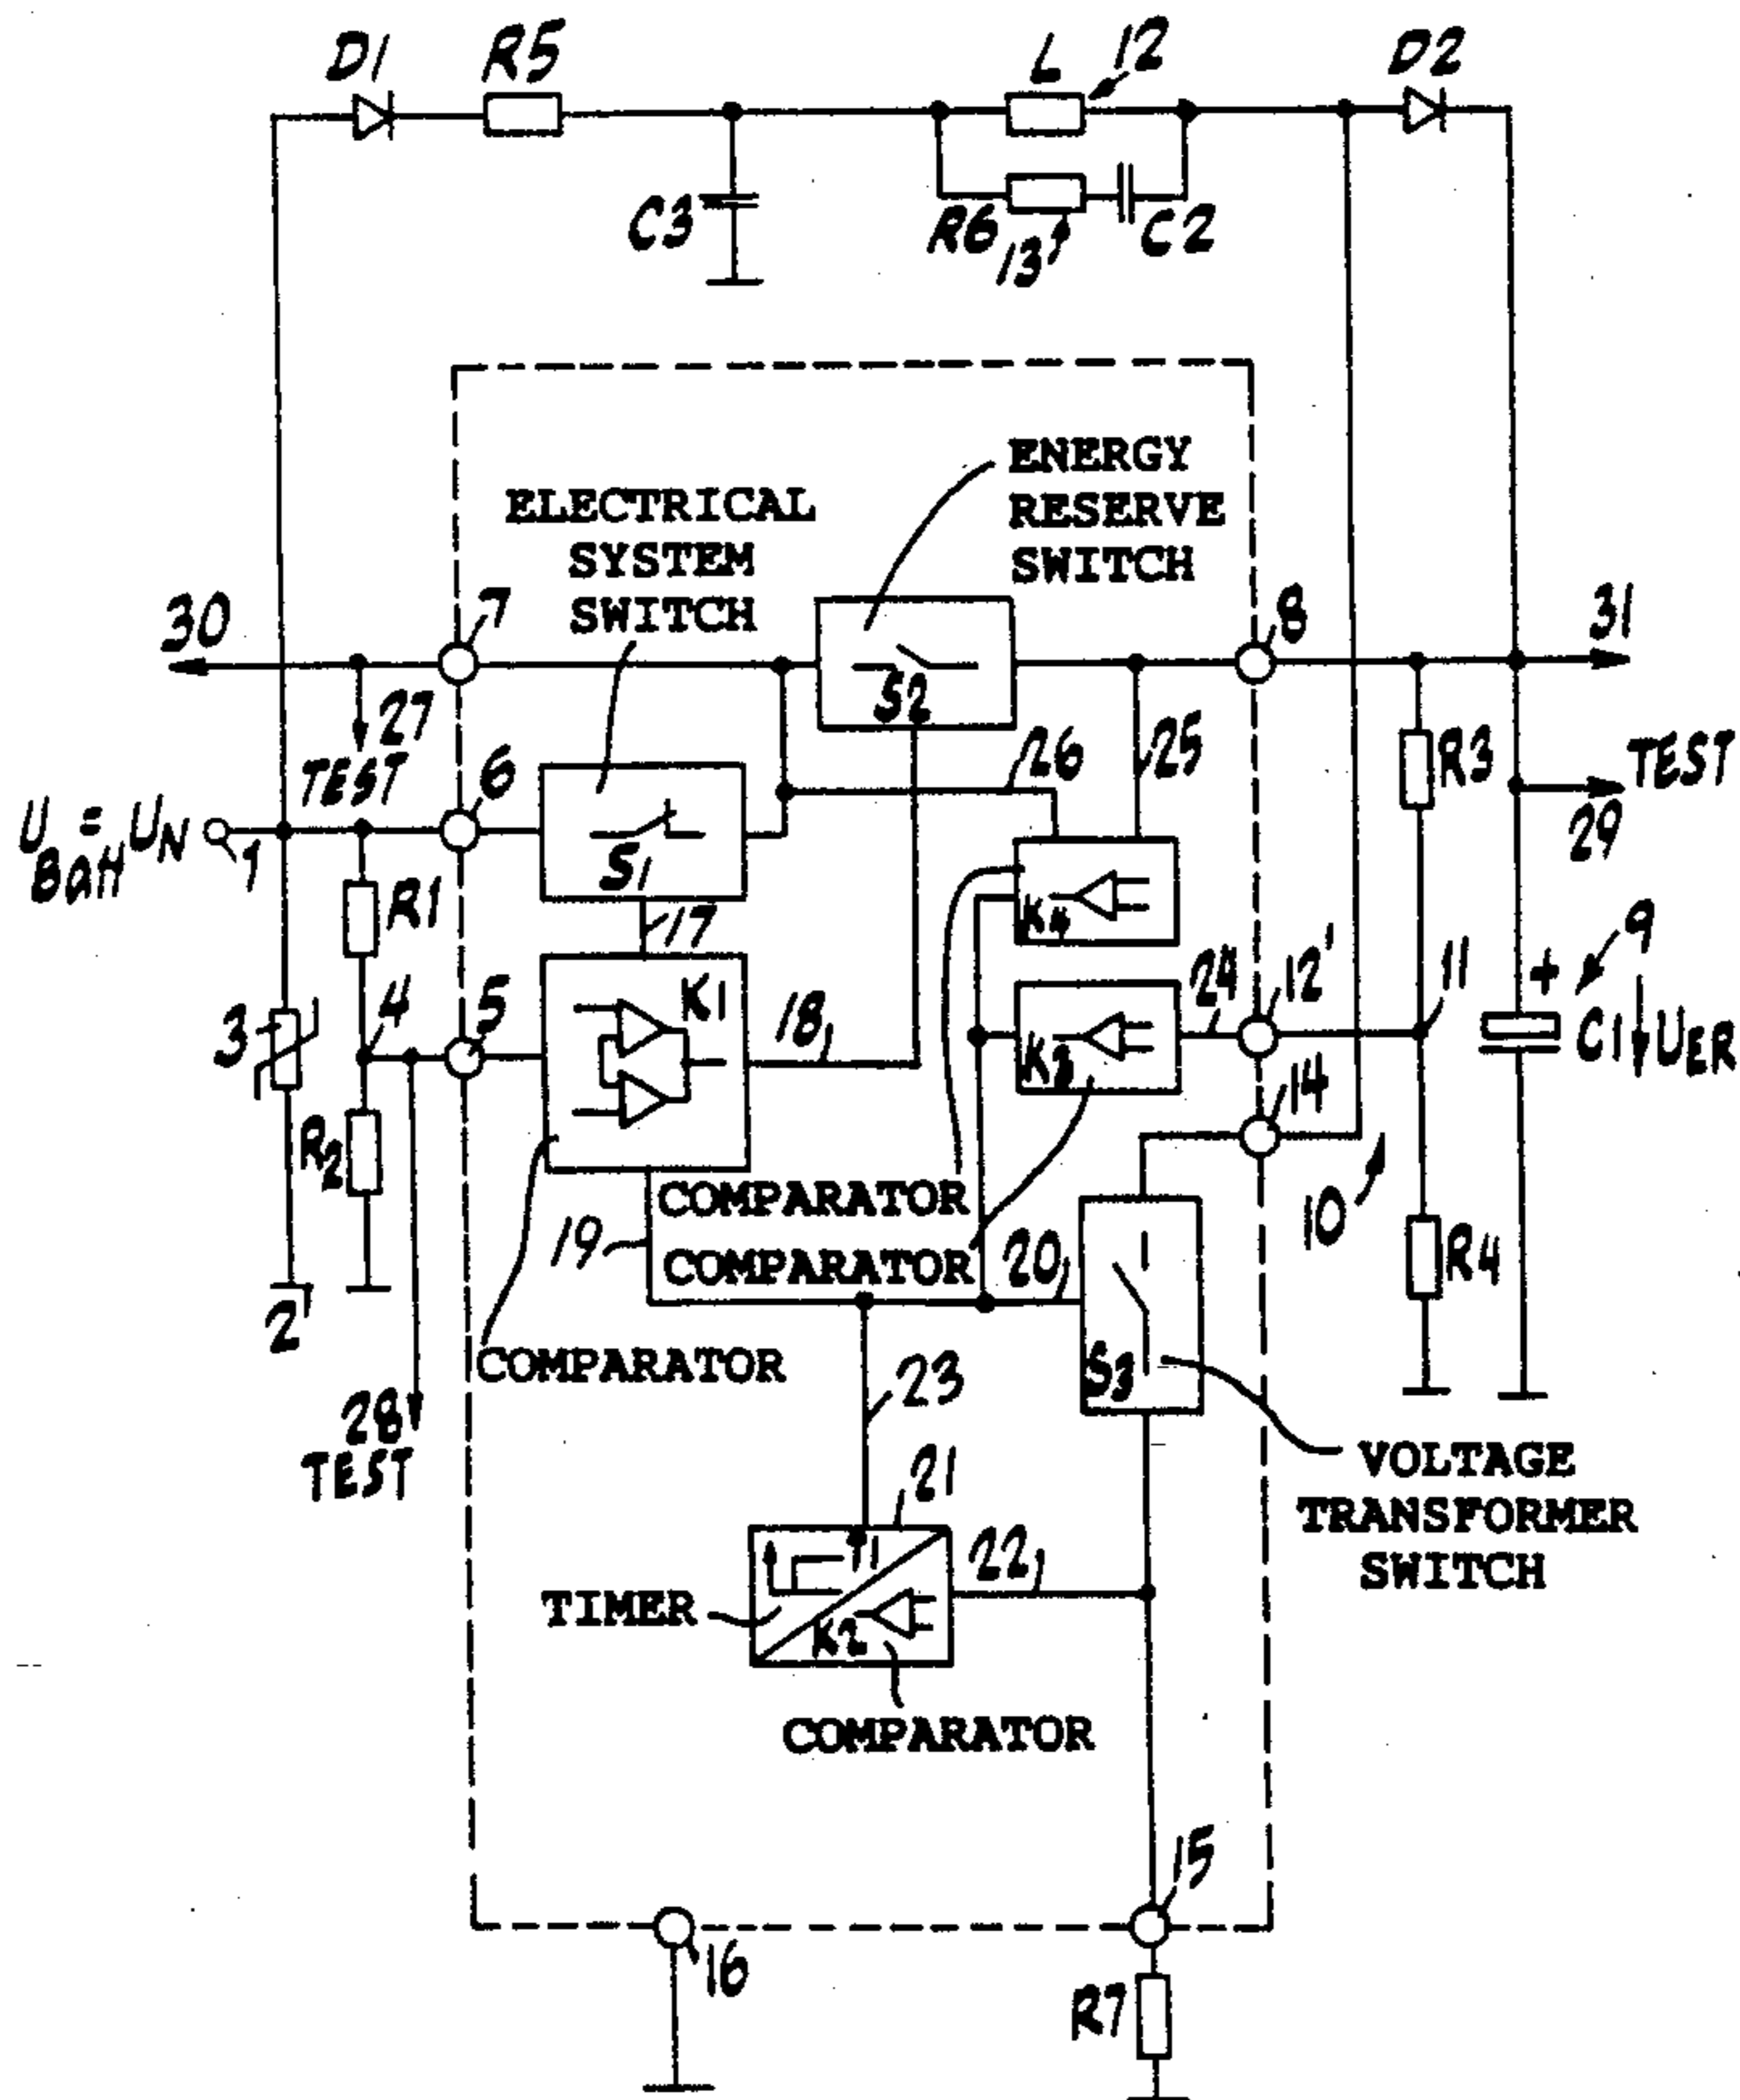 D1
R5
L
12
D2
C3
R6
13
C2
ENERGY
RESERVE
SWITCH
ELECTRICAL
SYSTEM
SWITCH
30
7
8
31
S2
27
TEST
6
26
25
R3
TEST
29
U = UN
BAH
1
S1
R1
17
K4
9
4
5
K1
18
24
12'
11
+
C1
UER
3
K3
14
R2
COMPARATOR
19
COMPARATOR
20
10
R4
2
COMPARATOR
S3
28
TEST
23
VOLTAGE
TRANSFORMER
SWITCH
21
22
T1
TIMER
K2
COMPARATOR
15
16
R7